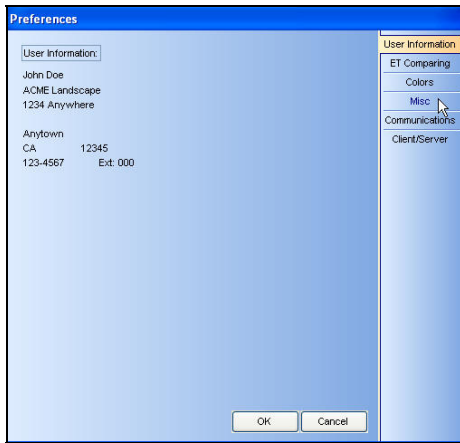 Preferences
User Information:
John Doe
ACME Landscape
1234 Anywhere
Anytown
CA 12345
123-4567 Ext: 000
User Information
ET Comparing
Colors
Misc
Communications
Client/Server
OK Cancel